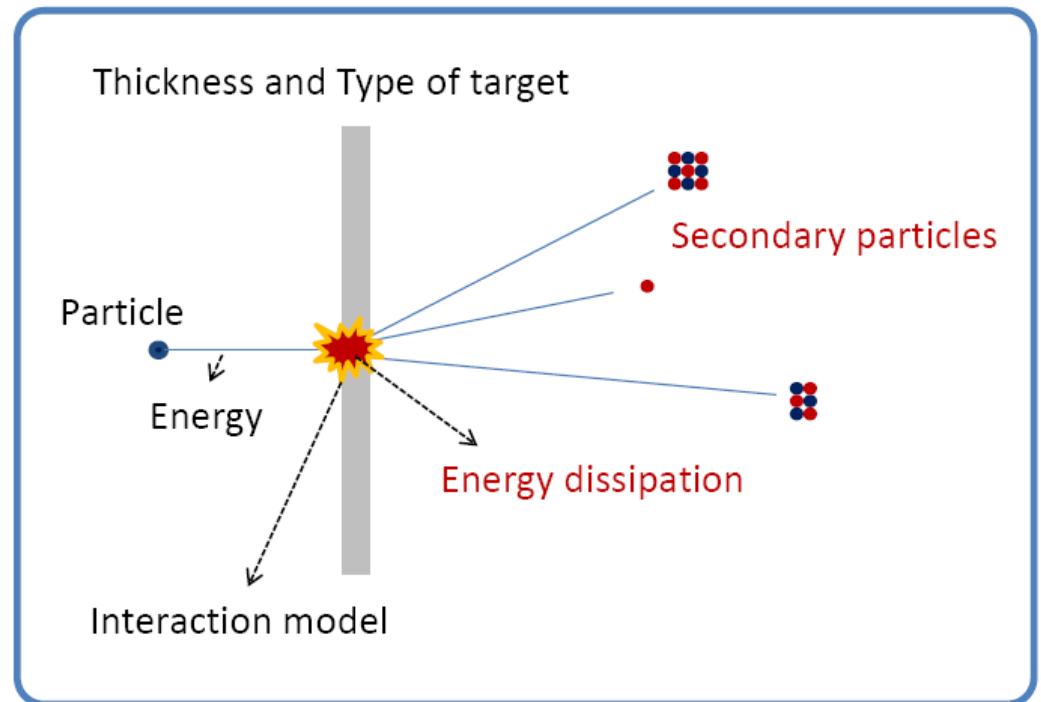 Thickness and Type of target
Secondary particles
Particle
Energy
Energy dissipation
Interaction model